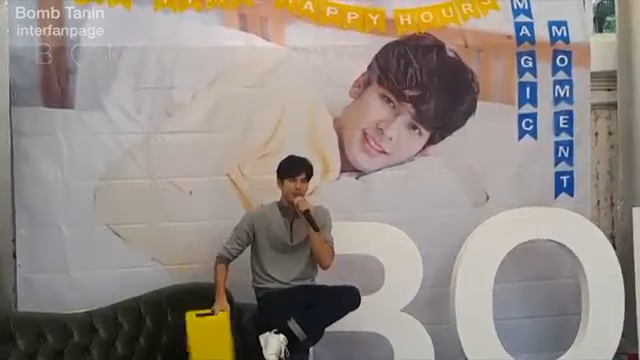 Bomb Tanin
interfanpage
HAPPY HOURS
MAGIC
MOMENT
BO